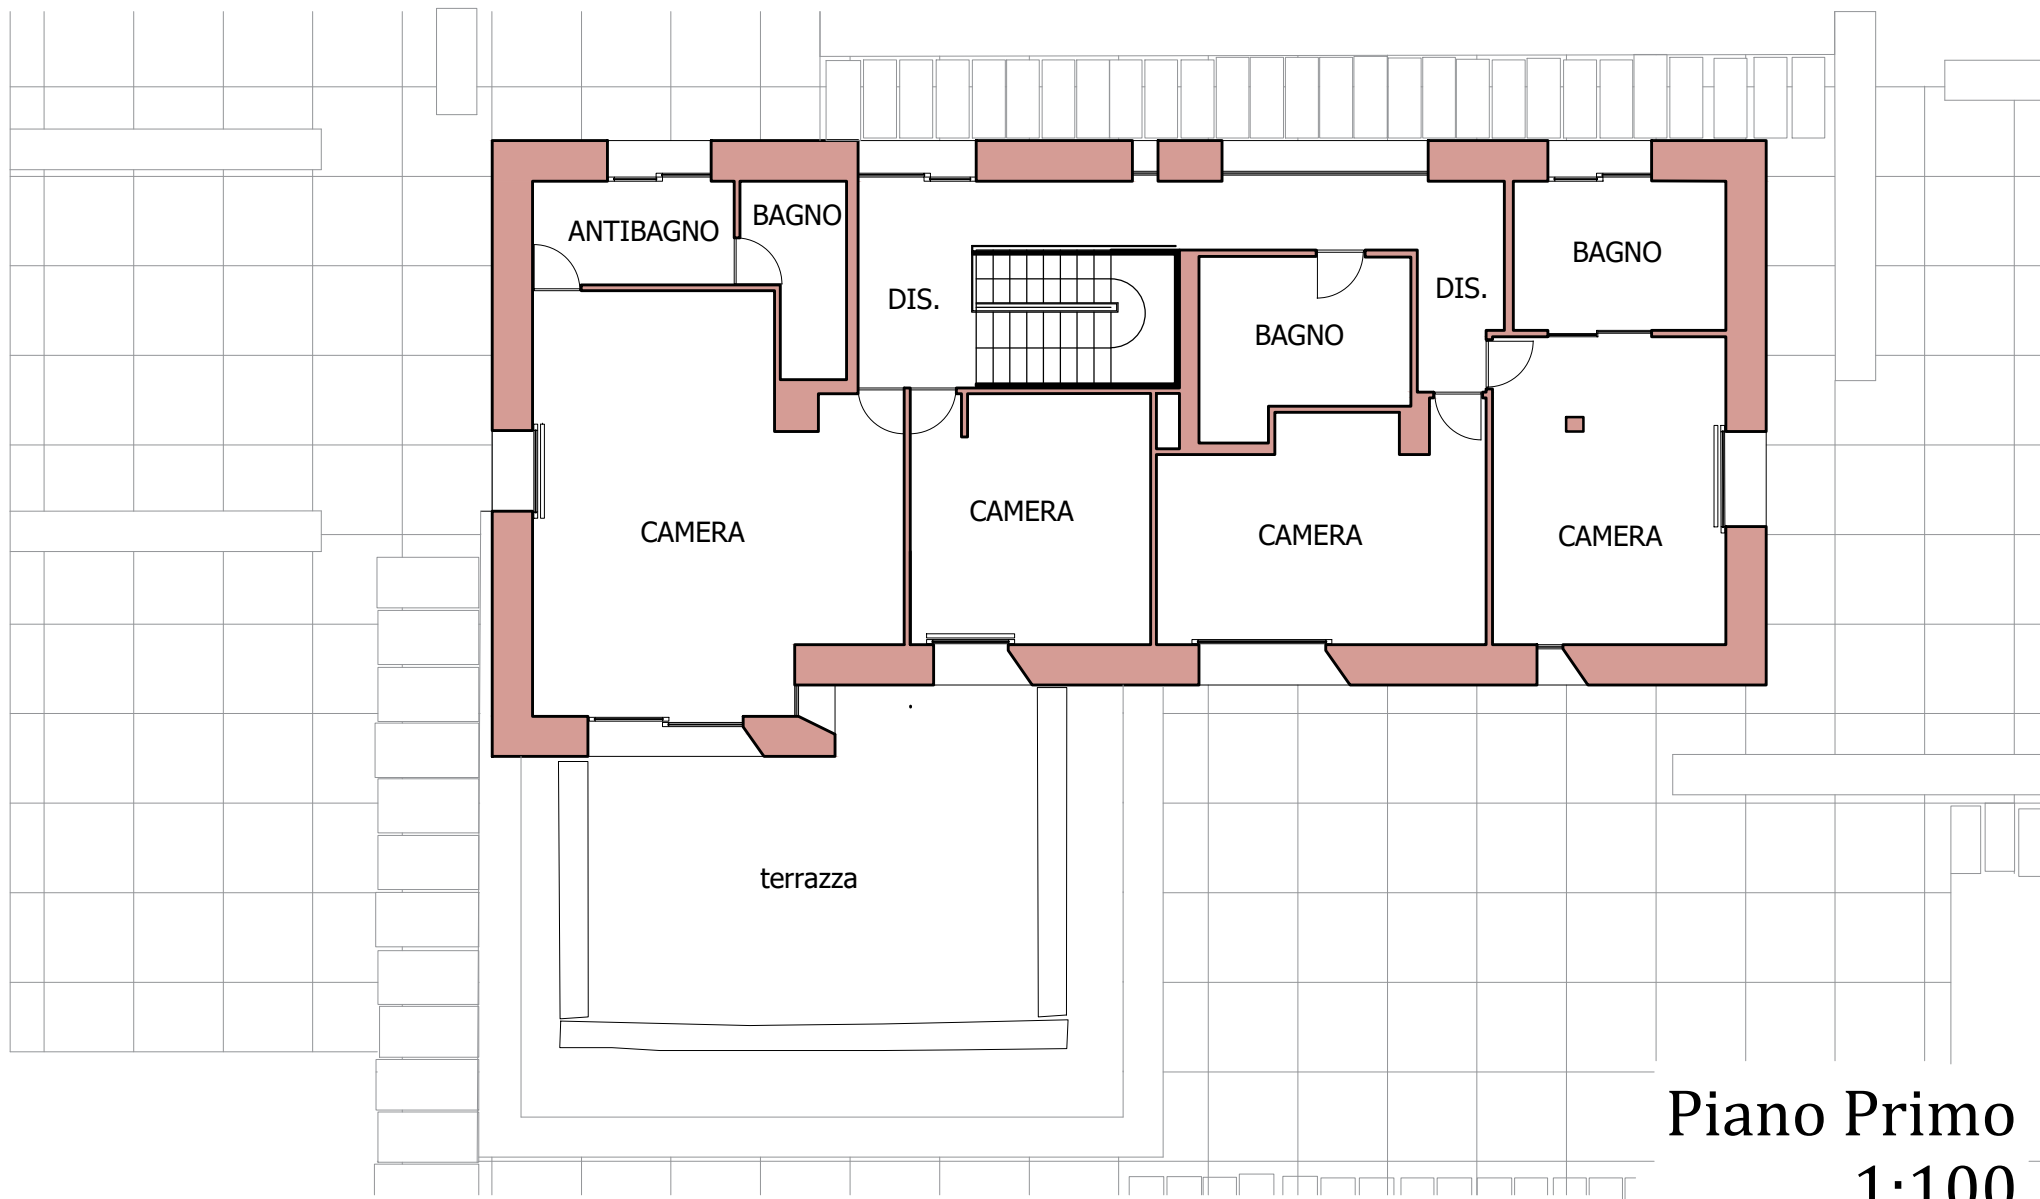 ANTIBAGNO
BAGNO
DIS.
BAGNO
DIS.
BAGNO
CAMERA
CAMERA
CAMERA
CAMERA
terrazza
Piano Primo
1:100